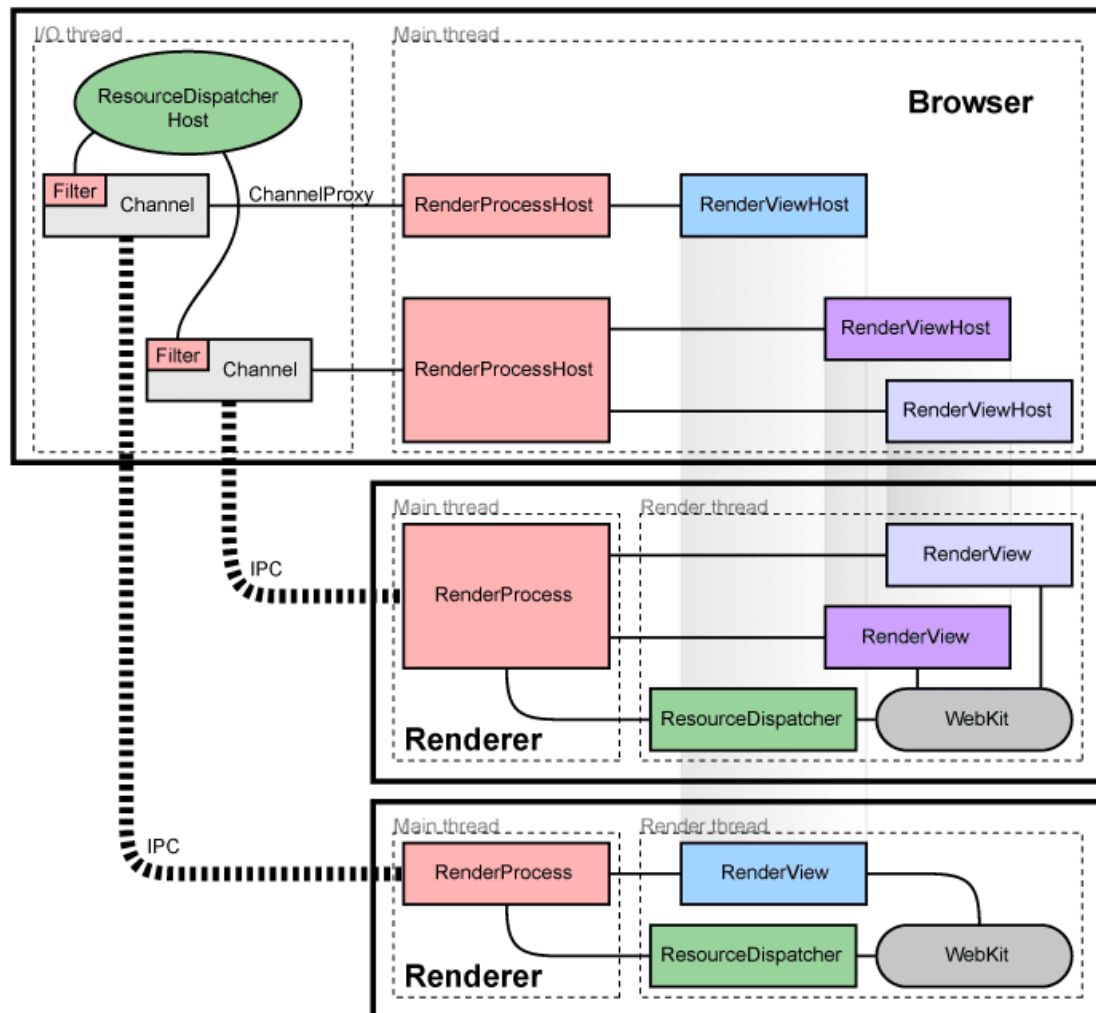 I/O thread
Main thread
ResourceDispatcher
Host
Browser
Filter
Channel
ChannelProxy
RenderProcessHost
RenderViewHost
Filter
Channel
RenderProcessHost
RenderViewHost
RenderViewHost
Main thread
Render thread
IPC
RenderProcess
RenderView
RenderView
ResourceDispatcher
WebKit
Renderer
Main thread
Render thread
IPC
RenderProcess
RenderView
ResourceDispatcher
WebKit
Renderer